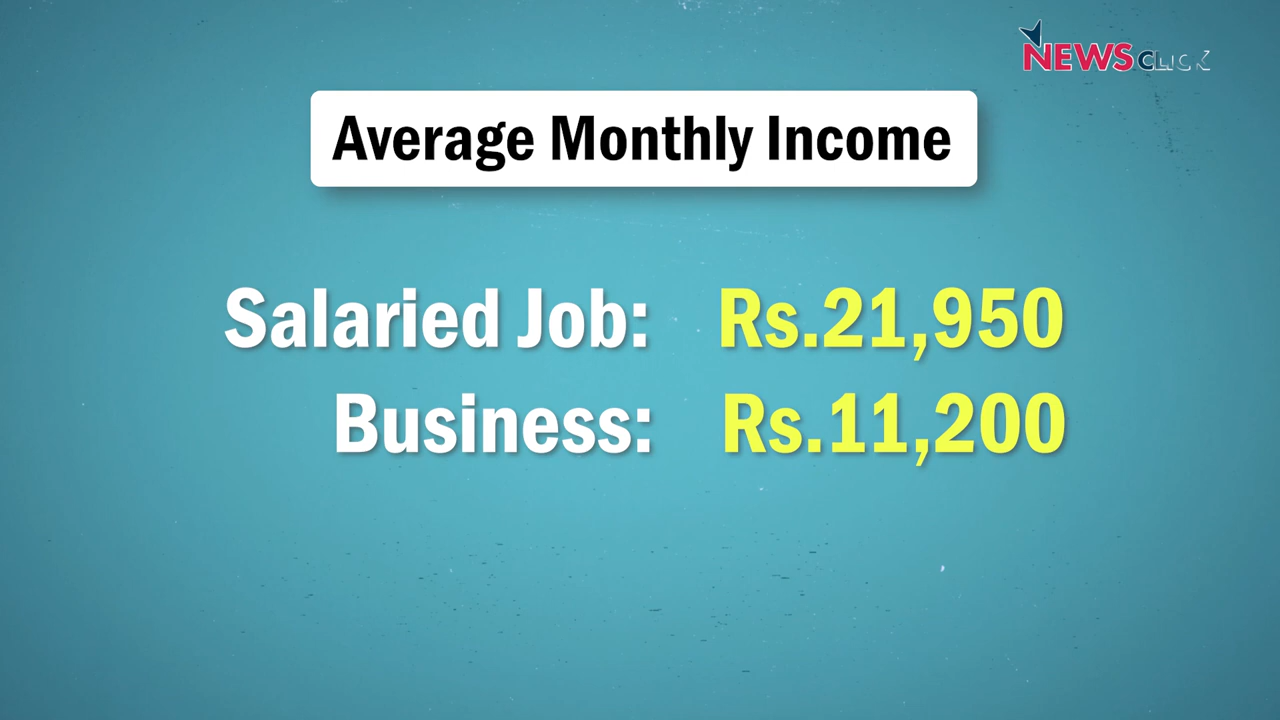 NEWSCLICK
Average Monthly Income
Salaried Job: Rs.21,950
Business: Rs.11,200